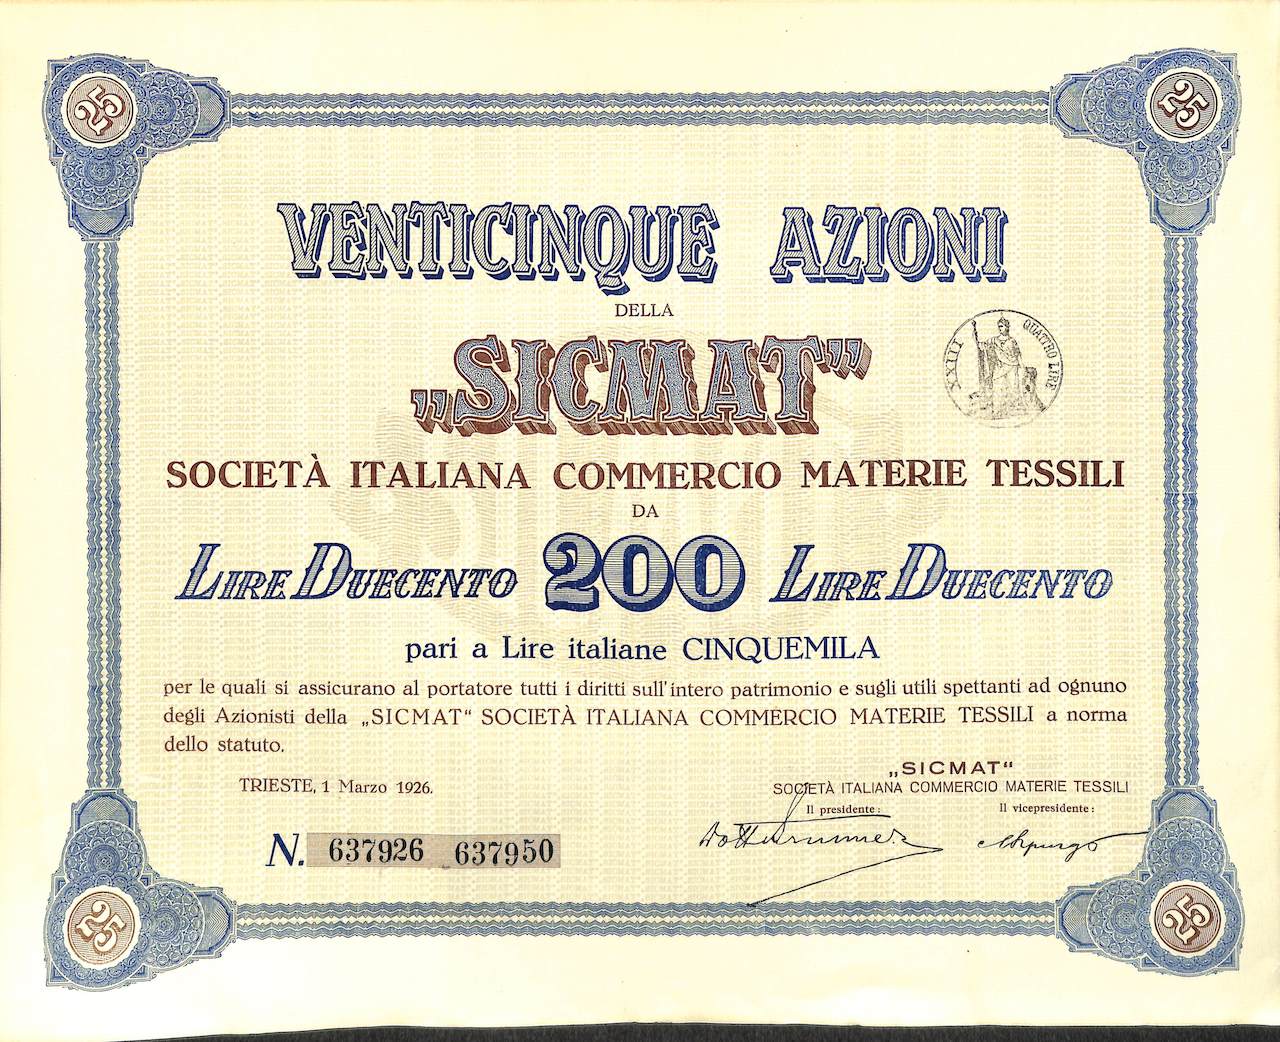 25
25
VENTICINQUE AZIONI
DELLA
„SICMAT”
XXIII QUATTRO LIRE
SOCIETÀ ITALIANA COMMERCIO MATERIE TESSILI
DA
LIRE DUECENTO 200 LIRE DUECENTO
pari a Lire italiane CINQUEMILA
per le quali si assicurano al portatore tutti i diritti sull'intero patrimonio e sugli utili spettanti ad ognuno
degli Azionisti della „SICMAT“ SOCIETÀ ITALIANA COMMERCIO MATERIE TESSILI a norma
dello statuto.
TRIESTE, 1 Marzo 1926.
„SICMAT“
SOCIETÀ ITALIANA COMMERCIO MATERIE TESSILI
Il presidente:
Il vicepresidente:
N. 637926 637950
25
25